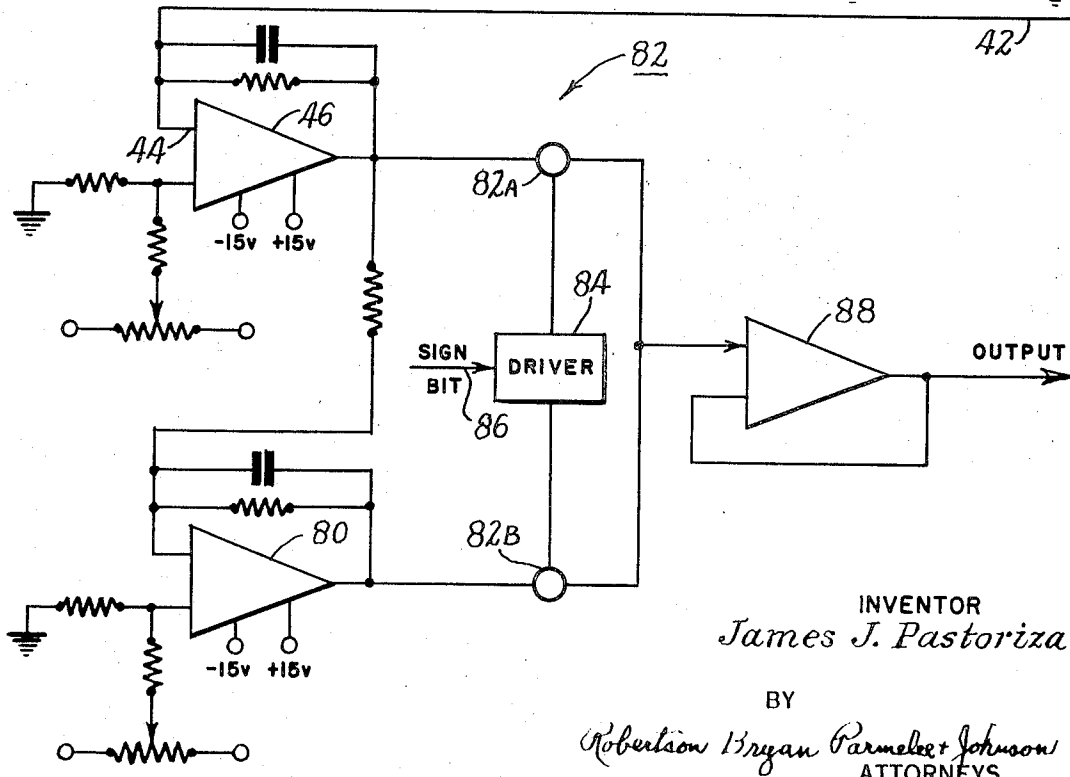 42
82
46
44
82A
-15v +15v
84
88
SIGN
BIT
DRIVER
OUTPUT
86
80
82B
-15v +15v
INVENTOR
James J. Pastoriza
BY
Robertson Bryan Parmelee + Johnson
ATTORNEYS